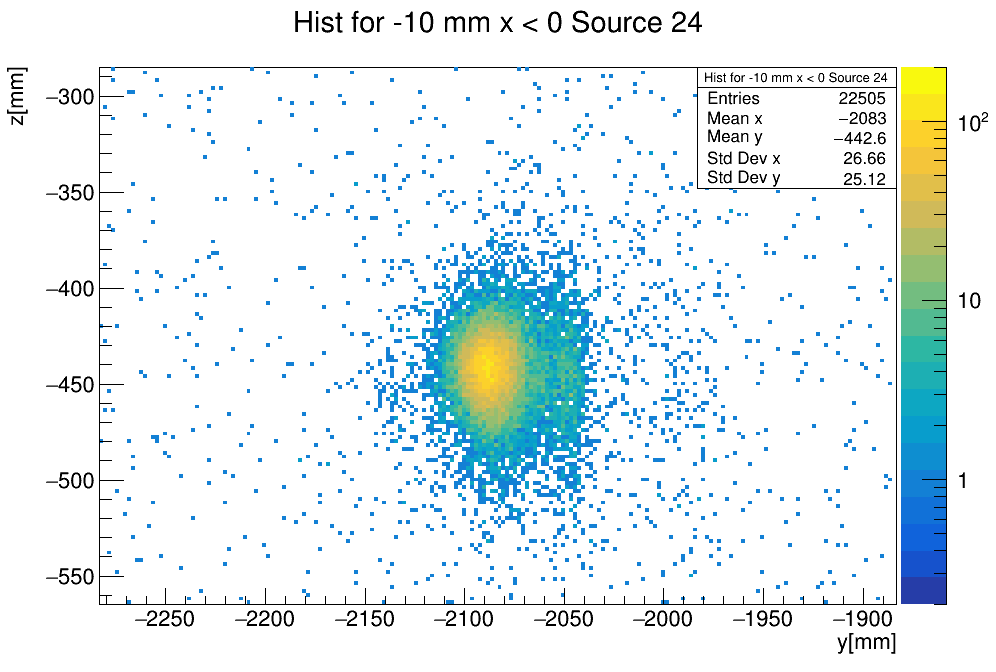 Hist for -10 mm x < 0 Source 24
z[mm]
Hist for -10 mm x < 0 Source 24
Entries 22505
Mean x −2083
Mean y −442.6
Std Dev x 26.66
Std Dev y 25.12
−300
−350
−400
−450
−500
−550
10²
10
1
−2250 −2200 −2150 −2100 −2050 −2000 −1950 −1900
y[mm]